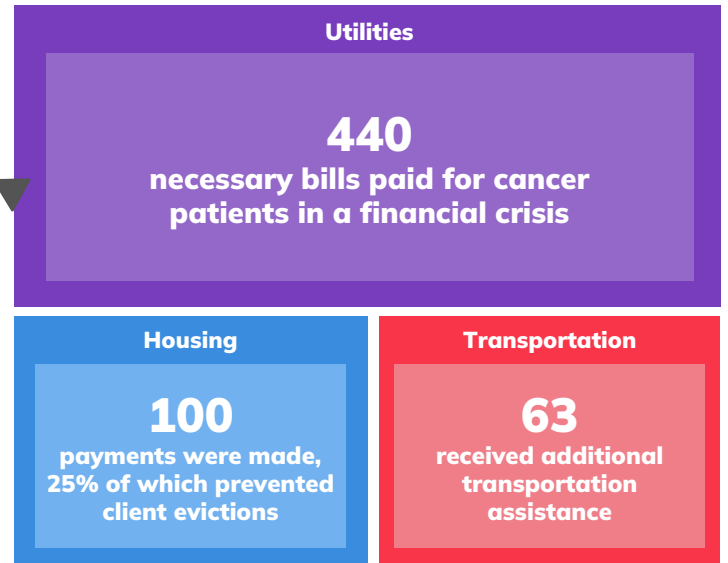 Utilities
440
necessary bills paid for cancer
patients in a financial crisis
Housing
100
payments were made,
25% of which prevented
client evictions
Transportation
63
received additional
transportation
assistance